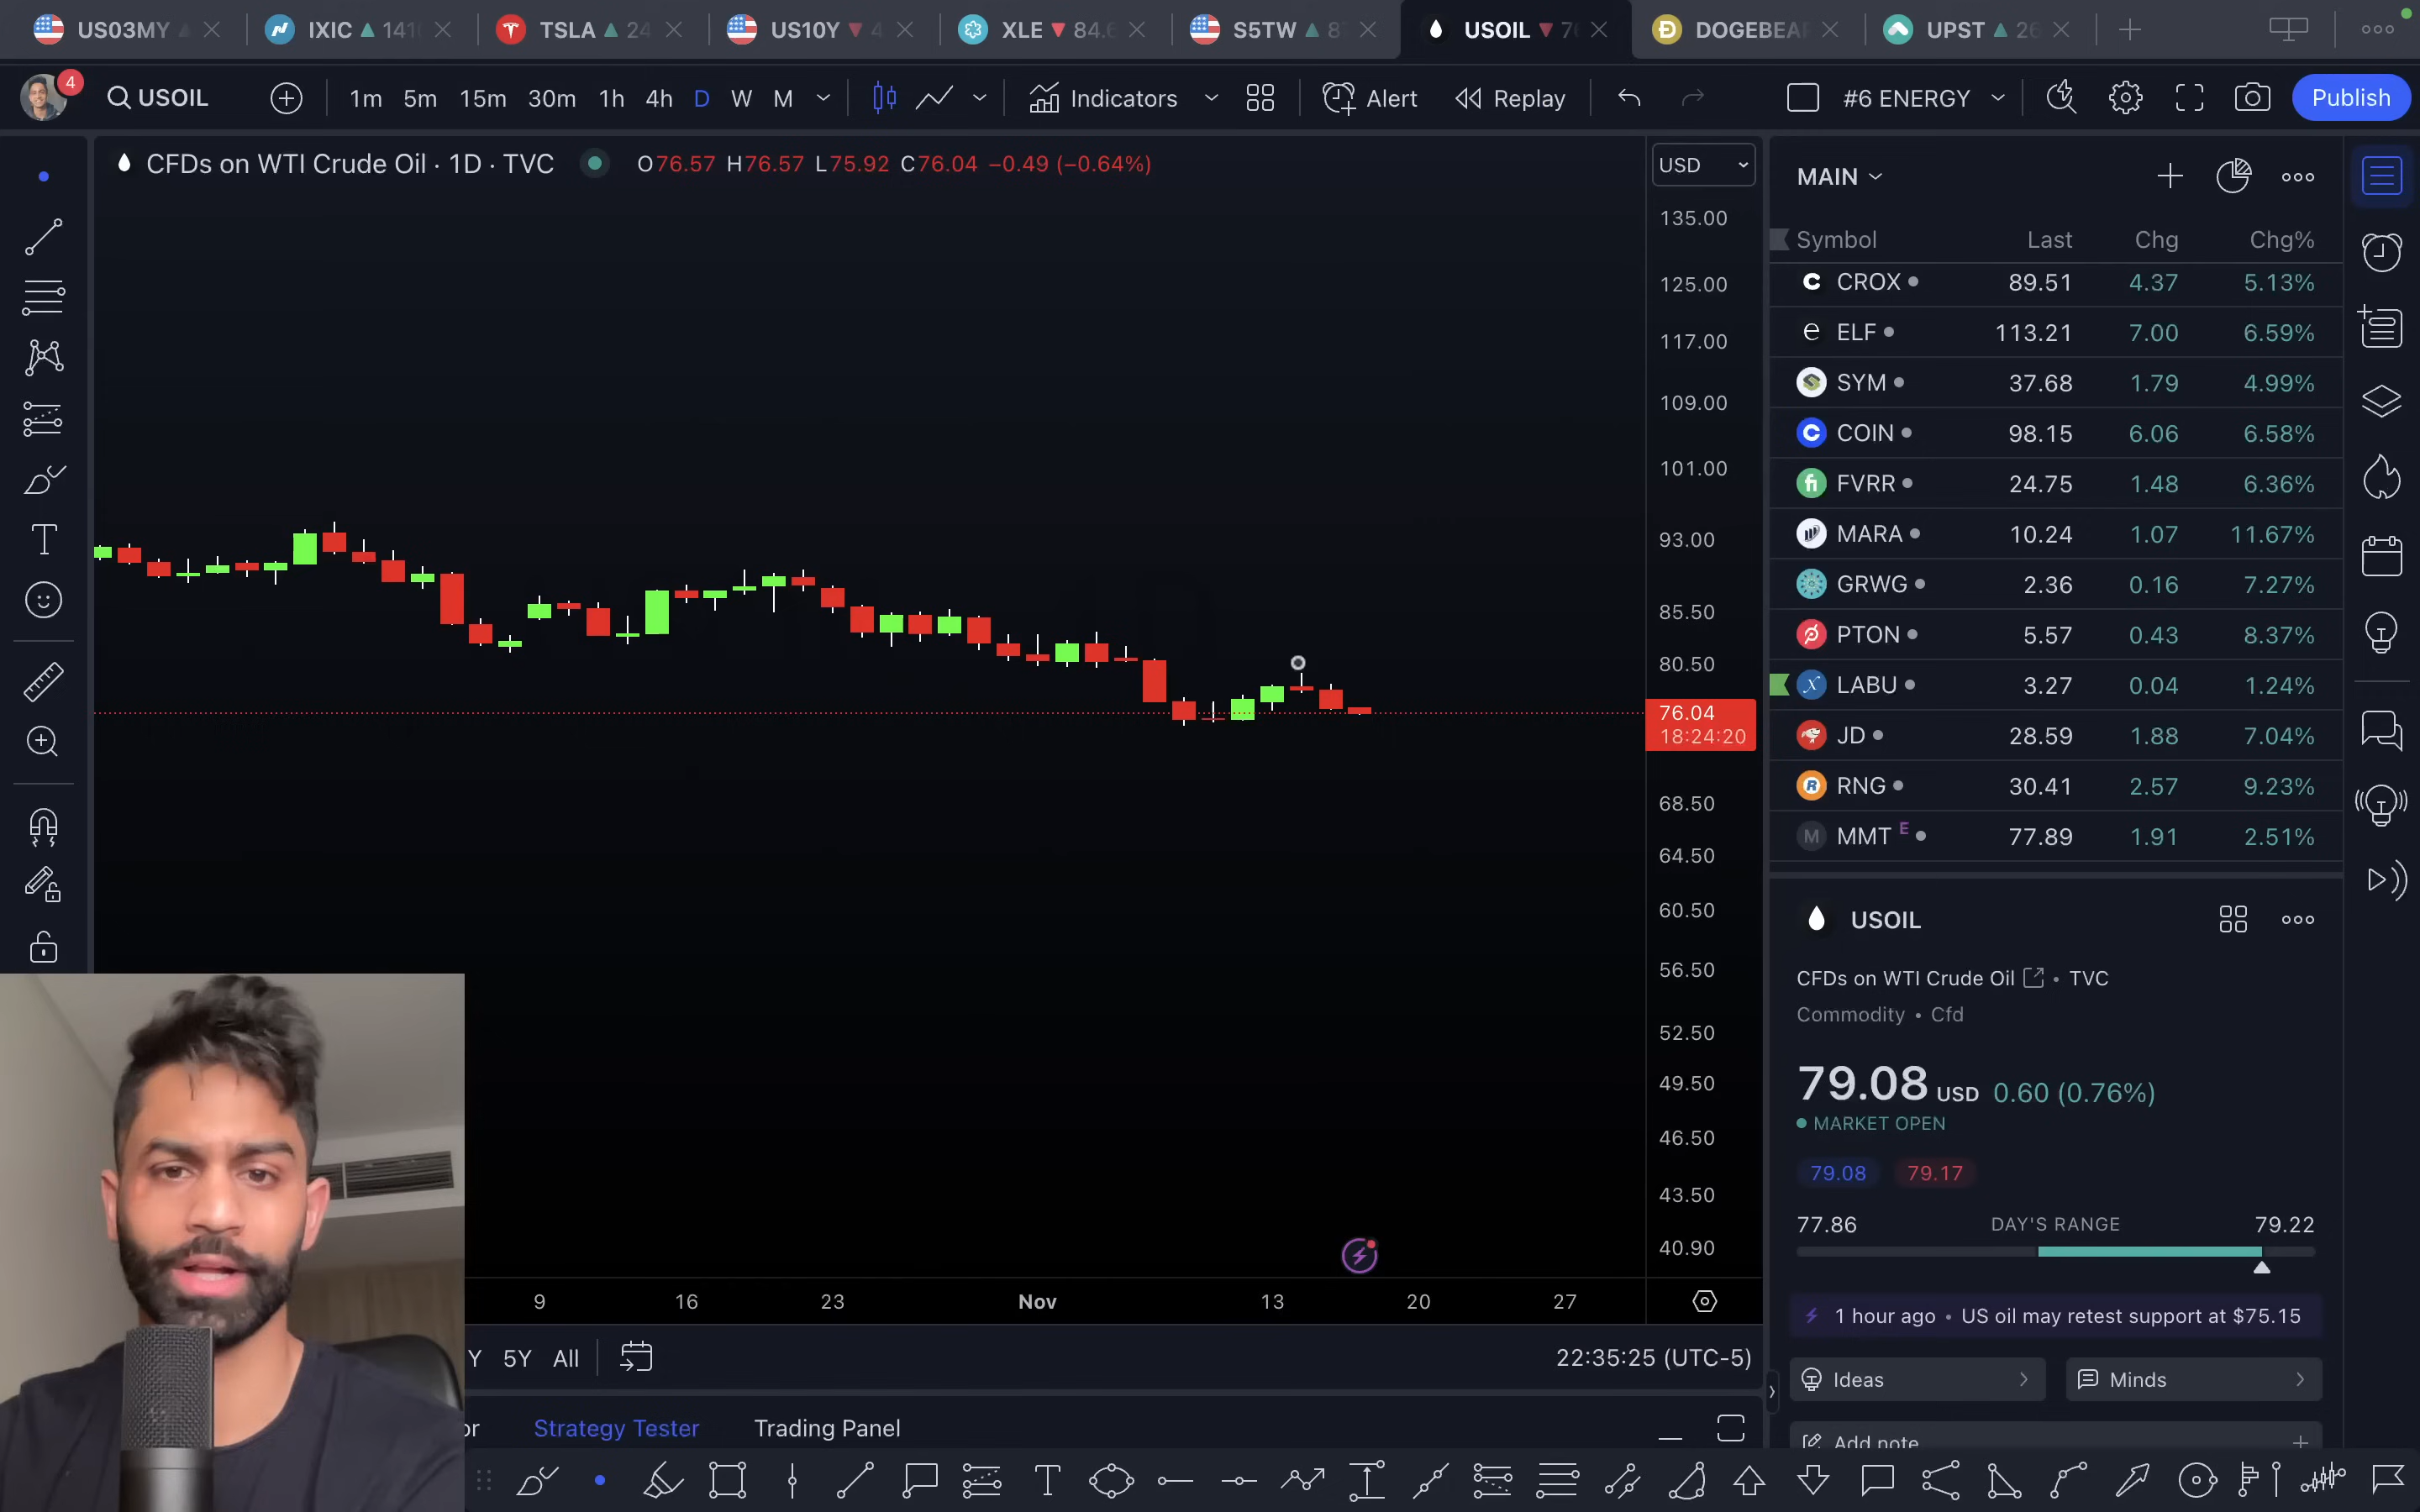 US03MY
IXIC 141
TSLA 24
US10Y 4
XLE 84.6
S5TW 8
USOIL 76
DOGEBEA
UPST 26
4
USOIL
1m 5m 15m 30m 1h 4h D W M
Indicators
Alert
Replay
#6 ENERGY
Publish
CFDs on WTI Crude Oil · 1D · TVC
O76.57 H76.57 L75.92 C76.04 −0.49 (−0.64%)
USD
135.00
125.00
117.00
109.00
101.00
93.00
85.50
80.50
76.04
18:24:20
68.50
64.50
60.50
56.50
52.50
49.50
46.50
43.50
40.90
9 16 23 Nov 13 20 27
Y 5Y All
22:35:25 (UTC-5)
or Strategy Tester Trading Panel
MAIN
Symbol Last Chg Chg%
CROX 89.51 4.37 5.13%
ELF 113.21 7.00 6.59%
SYM 37.68 1.79 4.99%
COIN 98.15 6.06 6.58%
FVRR 24.75 1.48 6.36%
MARA 10.24 1.07 11.67%
GRWG 2.36 0.16 7.27%
PTON 5.57 0.43 8.37%
LABU 3.27 0.04 1.24%
JD 28.59 1.88 7.04%
RNG 30.41 2.57 9.23%
M MMT E 77.89 1.91 2.51%
USOIL
CFDs on WTI Crude Oil • TVC
Commodity • Cfd
79.08 USD 0.60 (0.76%)
MARKET OPEN
79.08 79.17
77.86 DAY'S RANGE 79.22
1 hour ago • US oil may retest support at $75.15
Ideas
Minds
Add note